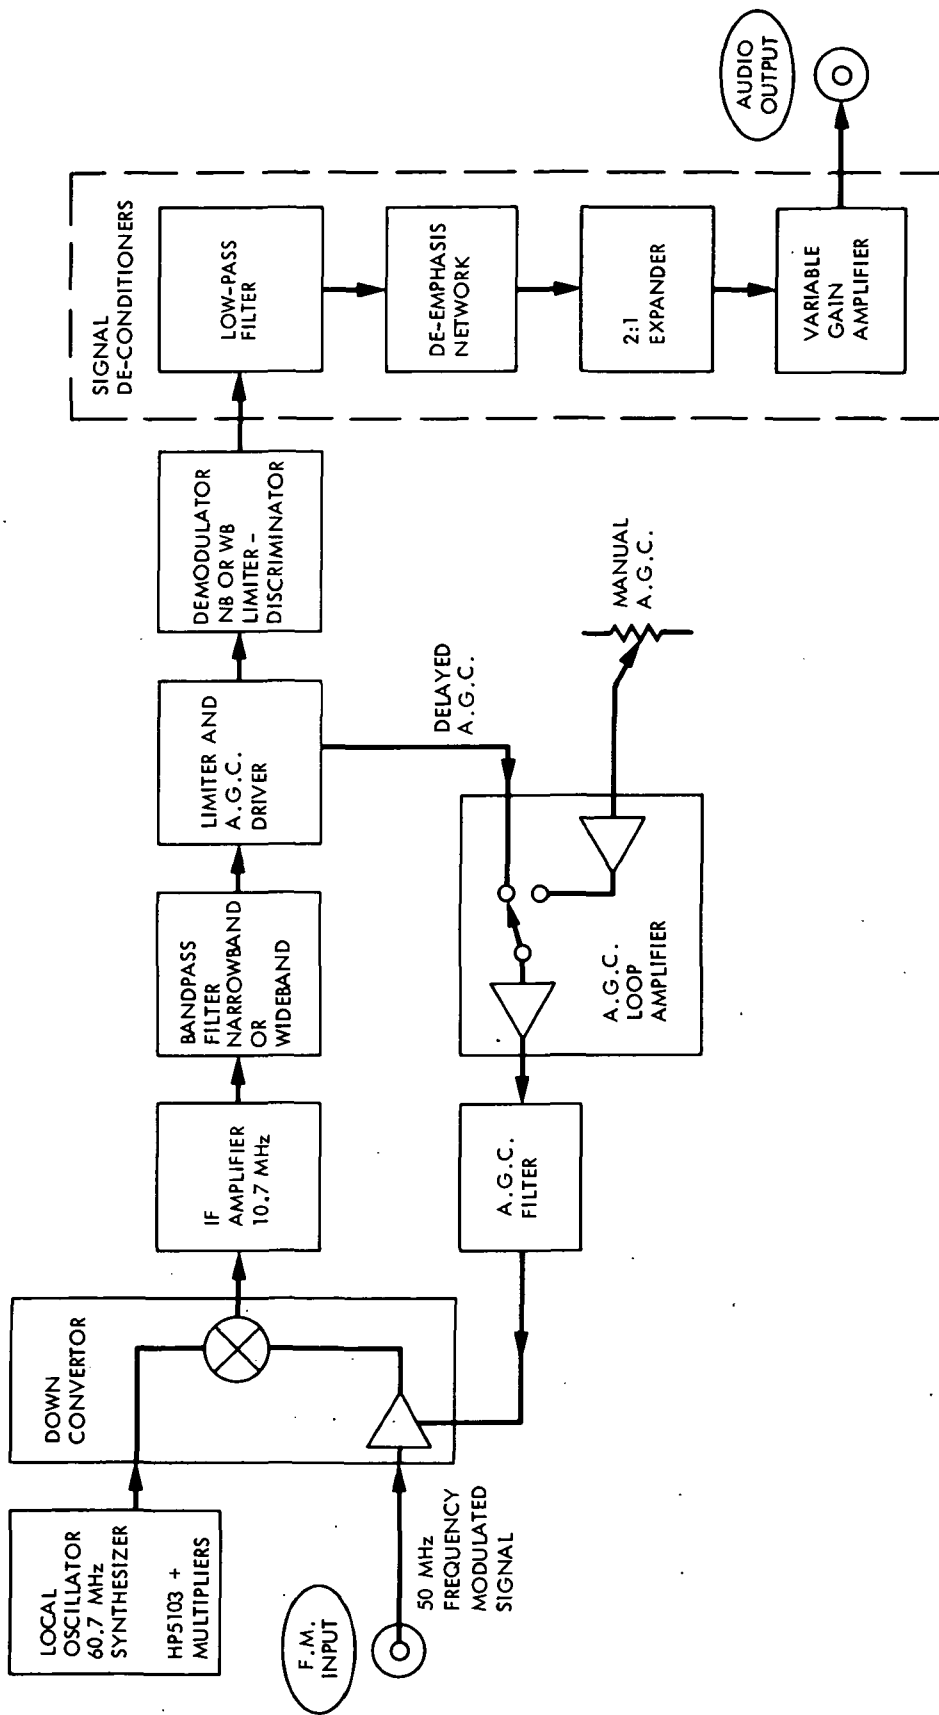 LOCAL
OSCILLATOR
60.7 MHz
SYNTHESIZER
HP5103 +
MULTIPLIERS
DOWN
CONVERTOR
F.M.
INPUT
50 MHz
FREQUENCY
MODULATED
SIGNAL
IF
AMPLIFIER
10.7 MHz
BANDPASS
FILTER
NARROWBAND
OR
WIDEBAND
LIMITER AND
A.G.C.
DRIVER
DEMODULATOR
NB OR WB
LIMITER -
DISCRIMINATOR
DELAYED
A.G.C.
MANUAL
A.G.C.
A.G.C.
LOOP
AMPLIFIER
A.G.C.
FILTER
SIGNAL
DE-CONDITIONERS
LOW-PASS
FILTER
DE-EMPHASIS
NETWORK
2:1
EXPANDER
VARIABLE
GAIN
AMPLIFIER
AUDIO
OUTPUT